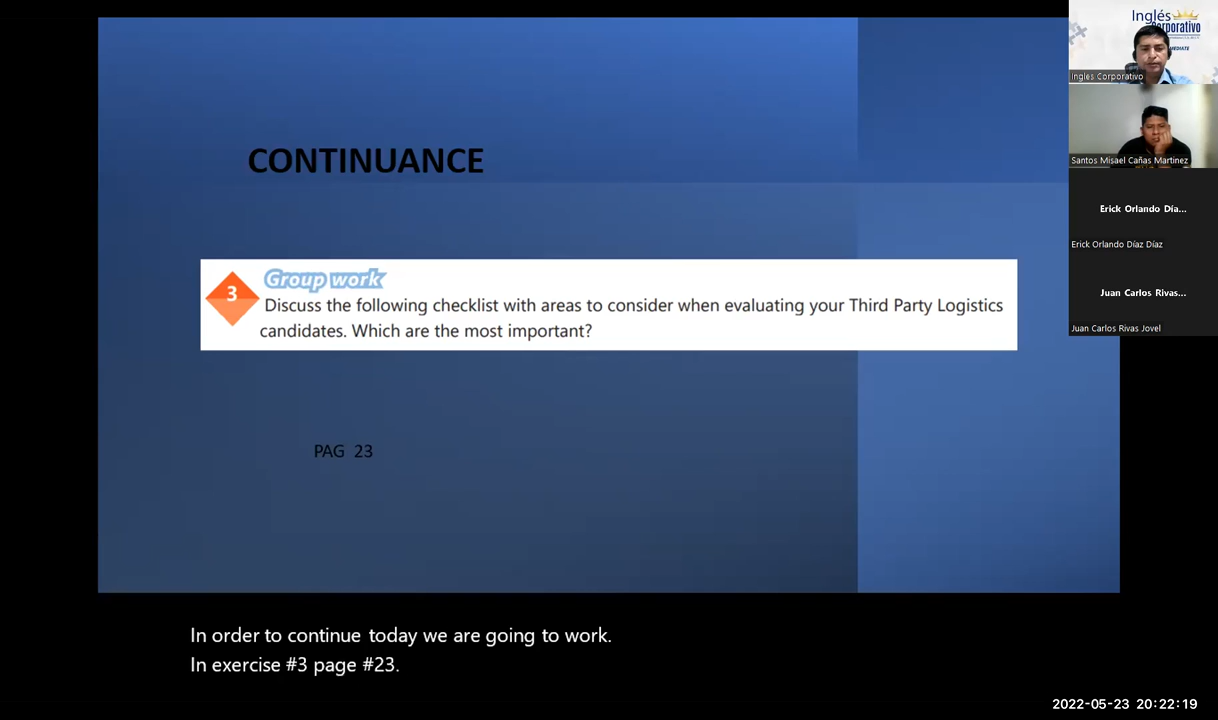 CONTINUANCE
3
Group work
Discuss the following checklist with areas to consider when evaluating your Third Party Logistics
candidates. Which are the most important?
PAG 23
In order to continue today we are going to work.
In exercise #3 page #23.
Inglés
Corporativo
Ingles Corporativo
Santos Misael Cañas Martinez
Erick Orlando Día...
Erick Orlando Díaz Díaz
Juan Carlos Rivas...
Juan Carlos Rivas Jovel
2022-05-23 20:22:19